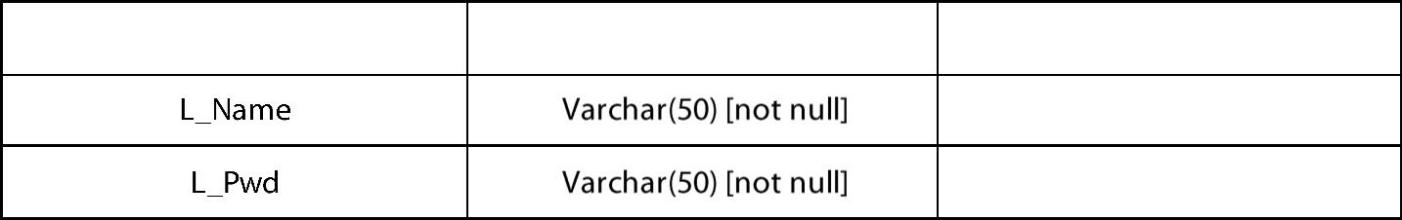 L_Name Varchar(50) [not null]
L_Pwd Varchar(50) [not null]